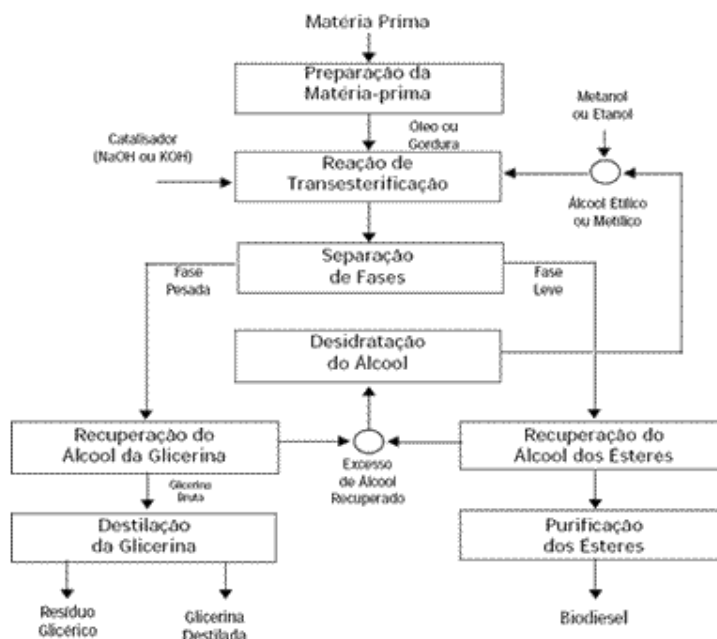 Matéria Prima
Preparação da
Matéria-prima
Metanol
ou Etanol
Catalisador
(NaOH ou KOH)
Óleo ou
Gordura
Reação de
Transesterificação
Álcool Etílico
ou Metílico
Separação
de Fases
Fase
Pesada
Fase
Leve
Desidratação
do Álcool
Recuperação do
Álcool da Glicerina
Excesso
de Álcool
Recuperado
Recuperação do
Álcool dos Ésteres
Glicerina
Bruta
Destilação
da Glicerina
Purificação
dos Ésteres
Resíduo
Glicérico
Glicerina
Destilada
Biodiesel